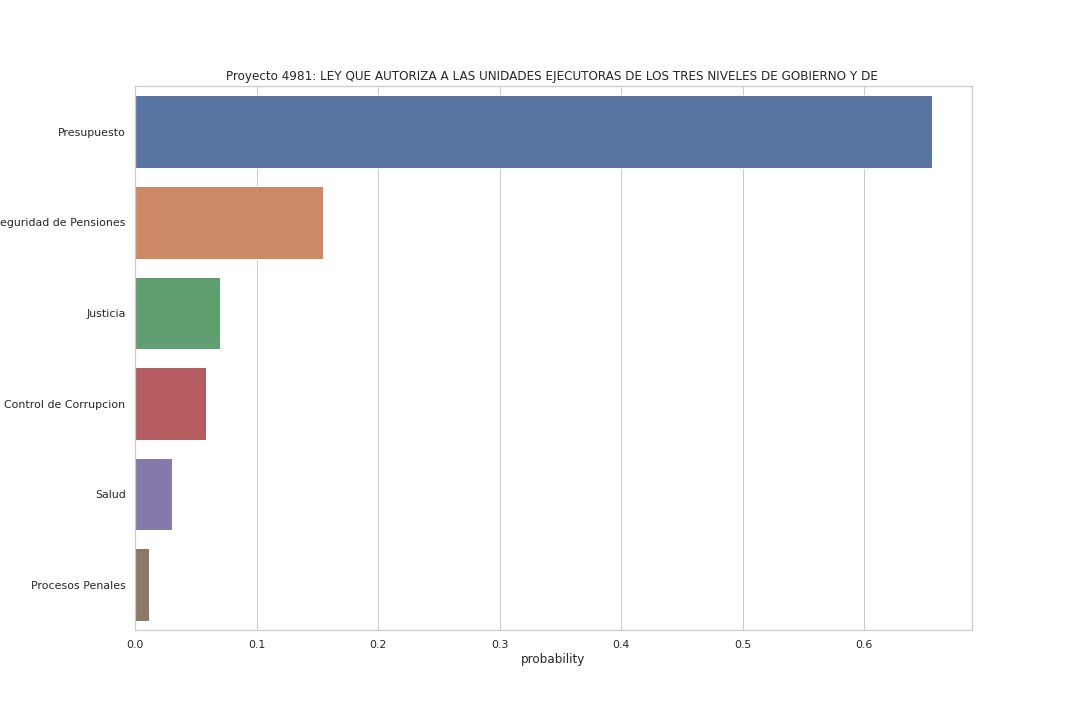 Proyecto 4981: LEY QUE AUTORIZA A LAS UNIDADES EJECUTORAS DE LOS TRES NIVELES DE GOBIERNO Y DE
Presupuesto
eguridad de Pensiones
Justicia
Control de Corrupcion
Salud
Procesos Penales
0.0 0.1 0.2 0.3 0.4 0.5 0.6
probability